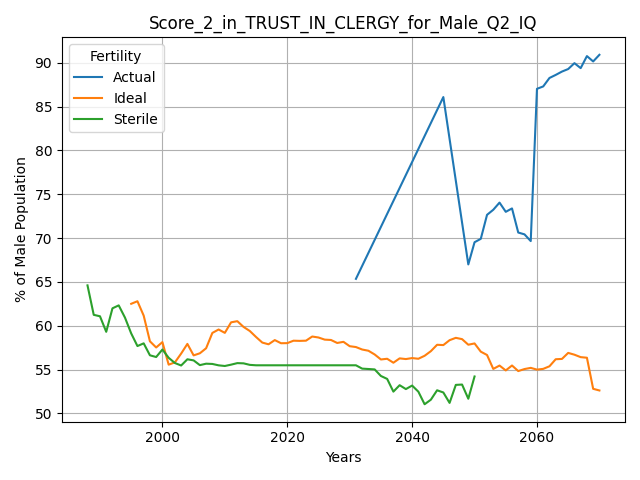 Score_2_in_TRUST_IN_CLERGY_for_Male_Q2_IQ
Fertility
Actual
Ideal
Sterile
% of Male Population
90
85
80
75
70
65
60
55
50
2000
2020
2040
2060
Years